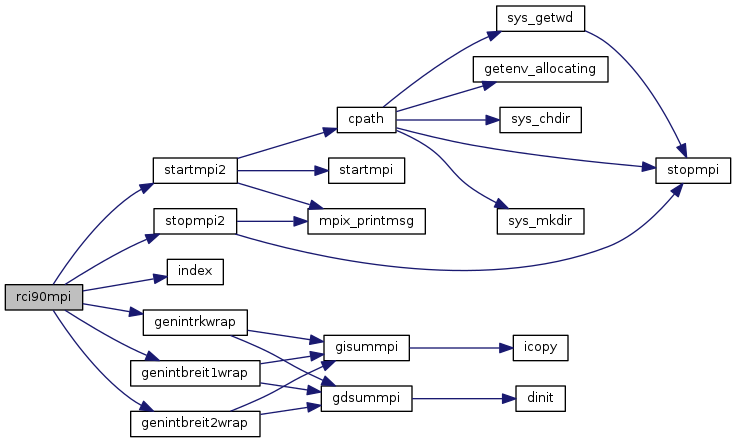 sys_getwd
getenv_allocating
cpath
sys_chdir
startmpi2
startmpi
stopmpi
stopmpi2
mpix_printmsg
sys_mkdir
index
rci90mpi
genintrkwrap
gisummpi
icopy
genintbreit1wrap
gdsummpi
dinit
genintbreit2wrap